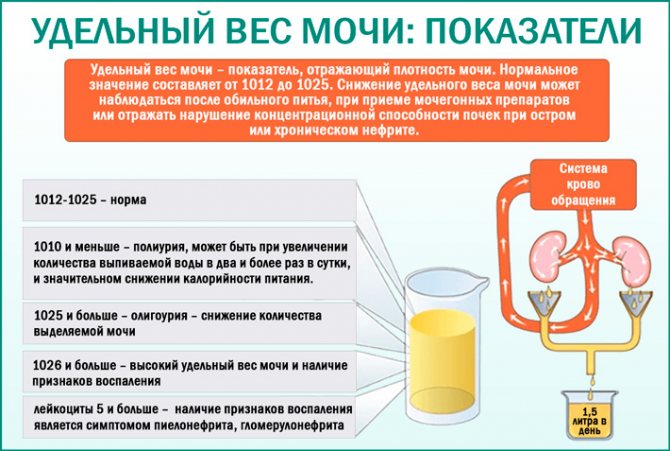 УДЕЛЬНЫЙ ВЕС МОЧИ: ПОКАЗАТЕЛИ
Удельный вес мочи – показатель, отражающий плотность мочи. Нормальное
значение составляет от 1012 до 1025. Снижение удельного веса мочи может
наблюдаться после обильного питья, при приеме мочегонных препаратов
или отражать нарушение концентрационной способности почек при остром
или хроническом нефрите.
Система
крово
обращения
1012-1025 – норма
1010 и меньше – полиурия, может быть при увеличении
количества выпиваемой воды в два и более раз в сутки,
и значительном снижении калорийности питания.
1025 и больше – олигоурия – снижение количества
выделяемой мочи
1026 и больше – высокий удельный вес мочи и наличие
признаков воспаления
лейкоциты 5 и больше – наличие признаков воспаления
является симптомом пиелонефрита, гломерулонефрита
1,5
литра в
день